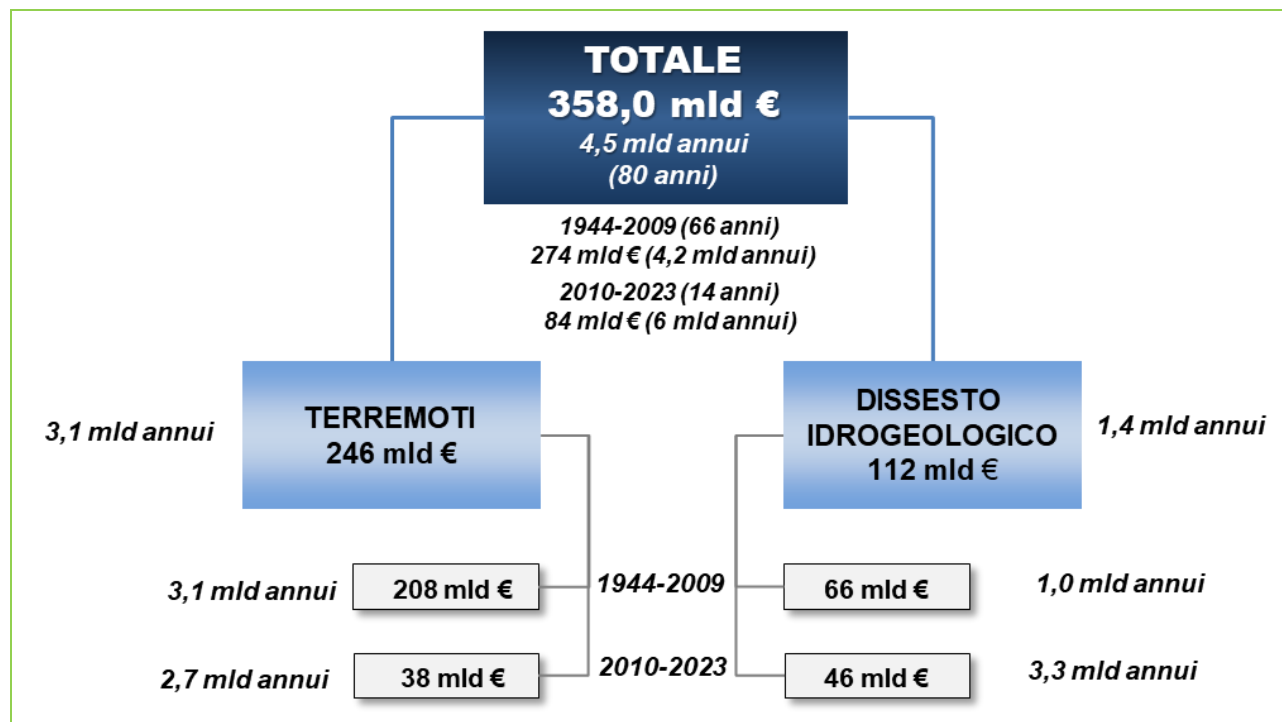 TOTALE
358,0 mld €
4,5 mld annui
(80 anni)
1944-2009 (66 anni)
274 mld € (4,2 mld annui)
2010-2023 (14 anni)
84 mld € (6 mld annui)
3,1 mld annui
TERREMOTI
246 mld €
DISSESTO
IDROGEOLOGICO
112 mld €
1,4 mld annui
3,1 mld annui
208 mld €
1944-2009
66 mld €
1,0 mld annui
2,7 mld annui
38 mld €
2010-2023
46 mld €
3,3 mld annui